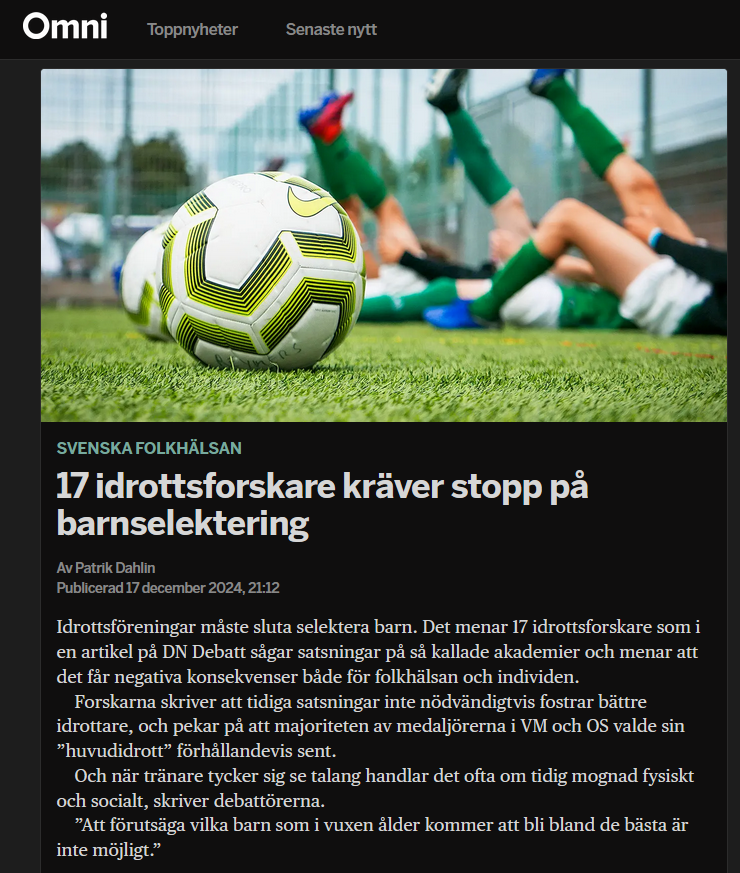 Omni
Toppnyheter
Senaste nytt
SVENSKA FOLKHÄLSAN
17 idrottsforskare kräver stopp på
barnselektering
Av Patrik Dahlin
Publicerad 17 december 2024, 21:12
Idrottsföreningar måste sluta selektera barn. Det menar 17 idrottsforskare som i
en artikel på DN Debatt sågar satsningar på så kallade akademier och menar att
det får negativa konsekvenser både för folkhälsan och individen.
Forskarna skriver att tidiga satsningar inte nödvändigtvis fostrar bättre
idrottare, och pekar på att majoriteten av medaljörerna i VM och OS valde sin
”huvudidrott” förhållandevis sent.
Och när tränare tycker sig se talang handlar det ofta om tidig mognad fysiskt
och socialt, skriver debattörerna.
”Att förutsäga vilka barn som i vuxen ålder kommer att bli bland de bästa är
inte möjligt.”